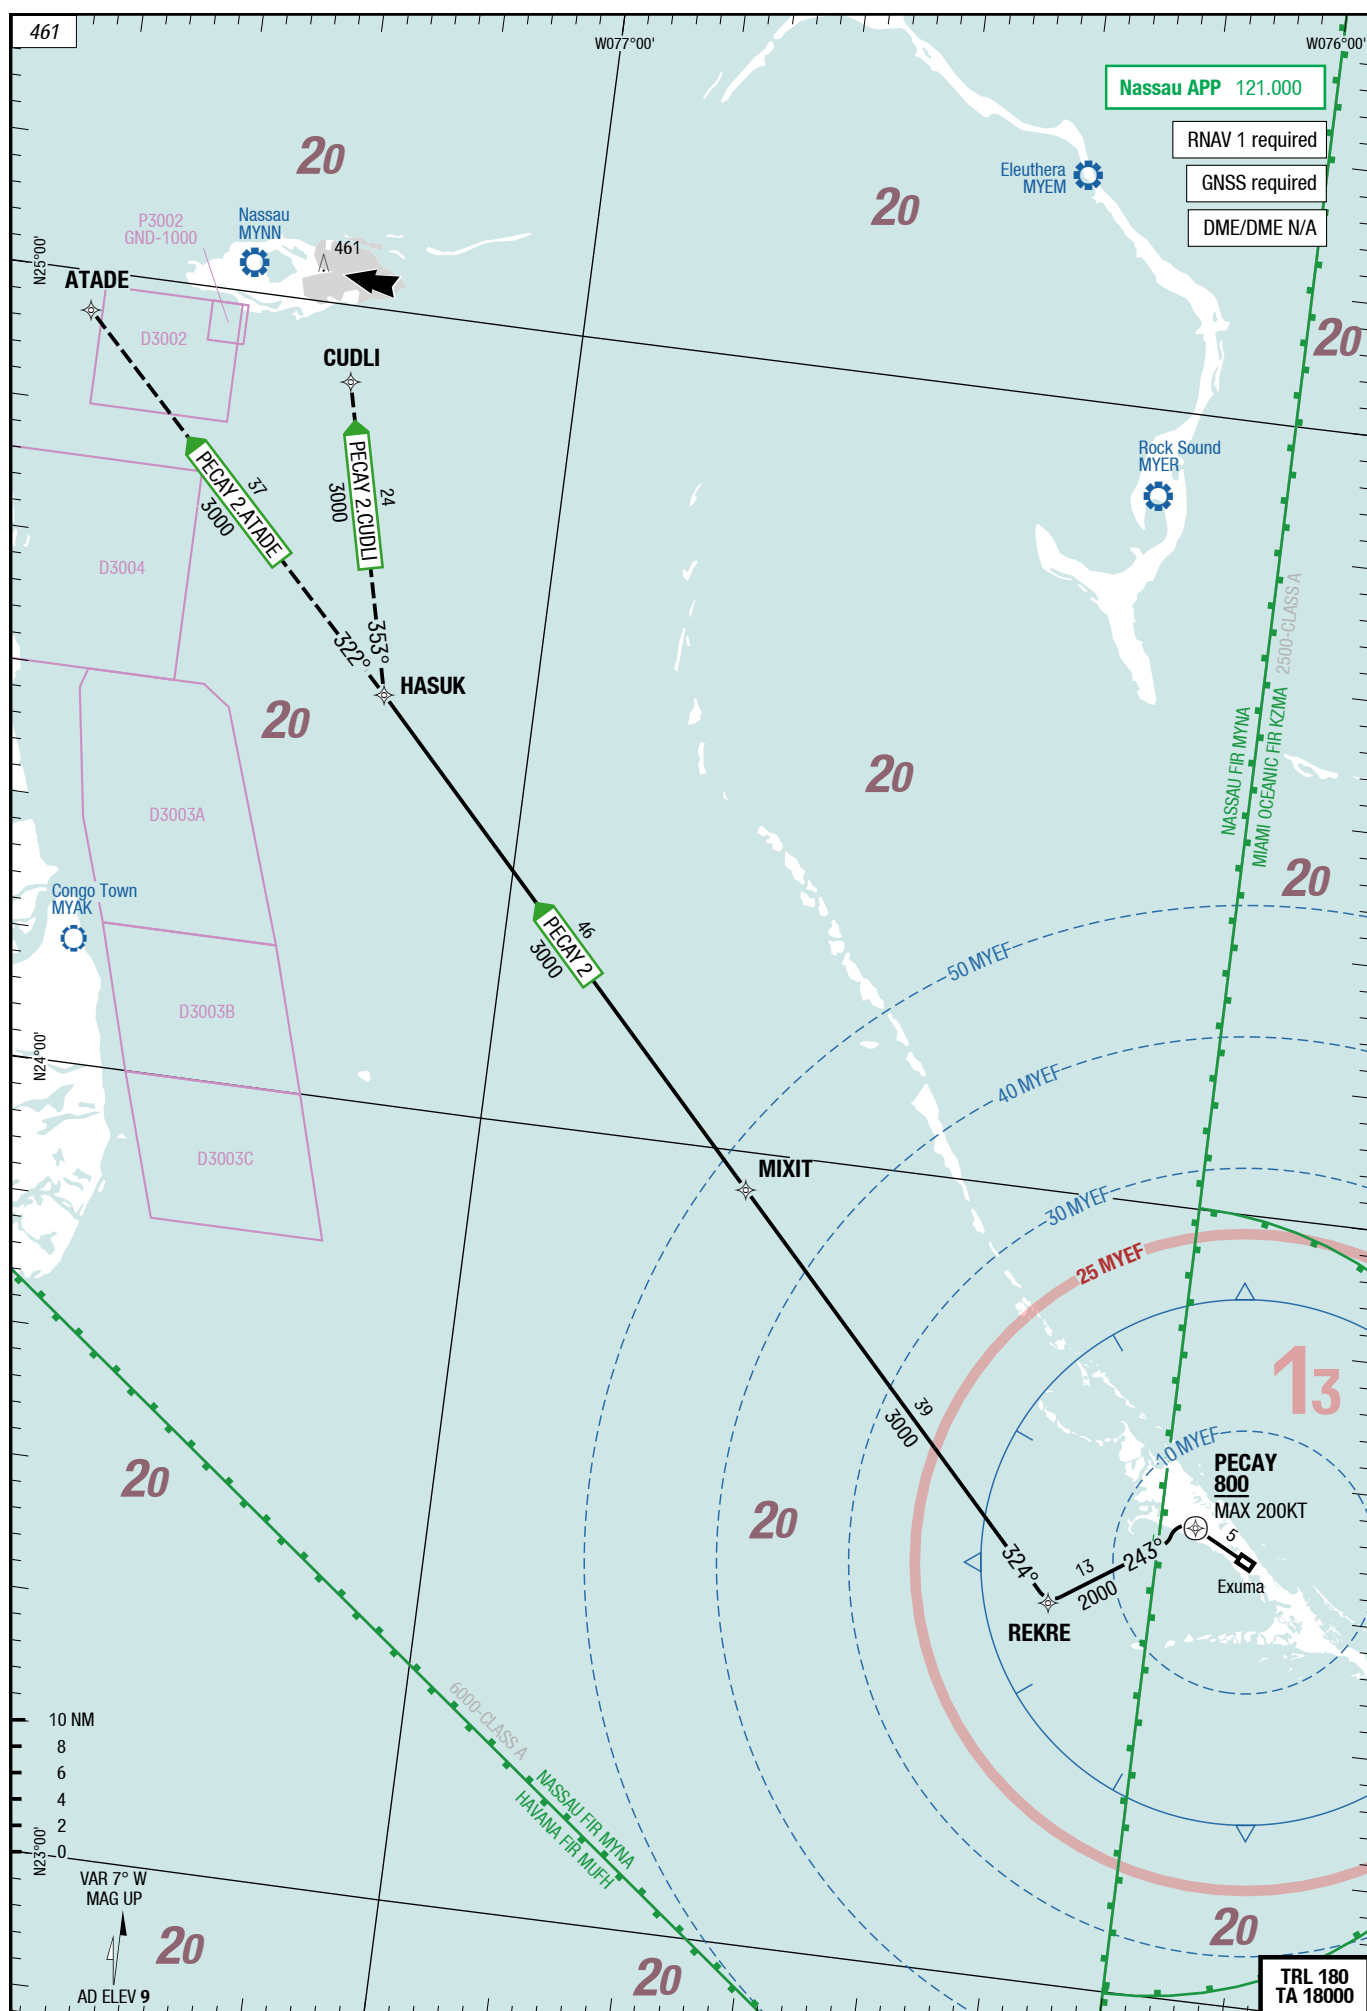 461
W077°00'
W076°00'
Nassau APP 121.000
RNAV 1 required
GNSS required
DME/DME N/A
20
Eleuthera
MYEM
20
P3002
GND-1000
Nassau
MYNN
461
N25°00'
ATADE
D3002
20
CUDLI
Rock Sound
MYER
PECAY 2.ATADE
37
3000
PECAY 2.CUDLI
24
3000
D3004
2500-CLASS A
322°
353°
HASUK
20
20
NASSAU FIR MYNA
MIAMI OCEANIC FIR KZMA
D3003A
20
Congo Town
MYAK
PECAY 2
46
3000
50 MYEF
D3003B
N24°00'
40 MYEF
D3003C
MIXIT
30 MYEF
25 MYEF
13
39
3000
10 MYEF
PECAY
800
MAX 200KT
20
20
5
Exuma
324°
13
243°
2000
REKRE
6000-CLASS A
NASSAU FIR MYNA
HAVANA FIR MUFH
10 NM
8
6
4
2
0
N23°00'
VAR 7° W
MAG UP
20
20
20
AD ELEV 9
TRL 180
TA 18000